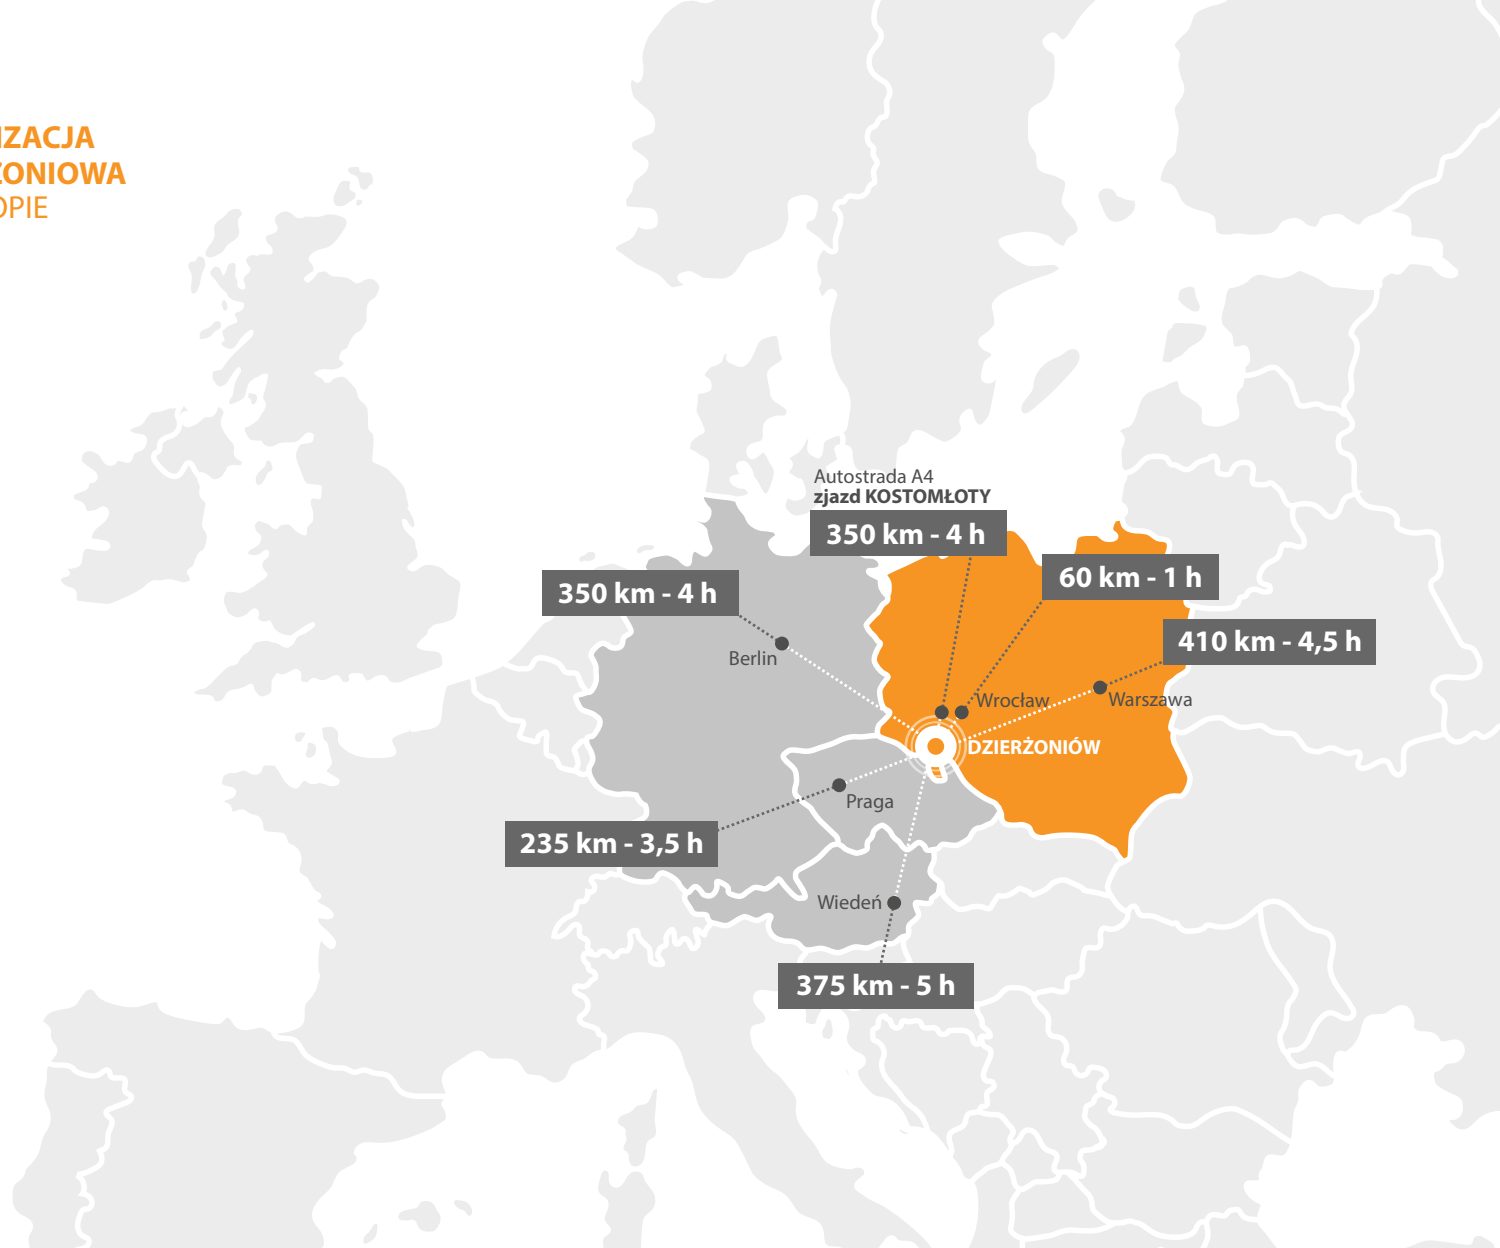 IZACJA
ŻONIOWA
OPIE
Autostrada A4
zjazd KOSTOMŁOTY
350 km - 4 h
60 km - 1 h
350 km - 4 h
410 km - 4,5 h
Berlin
Wrocław
Warszawa
DZIERŻONIÓW
Praga
235 km - 3,5 h
Wiedeń
375 km - 5 h